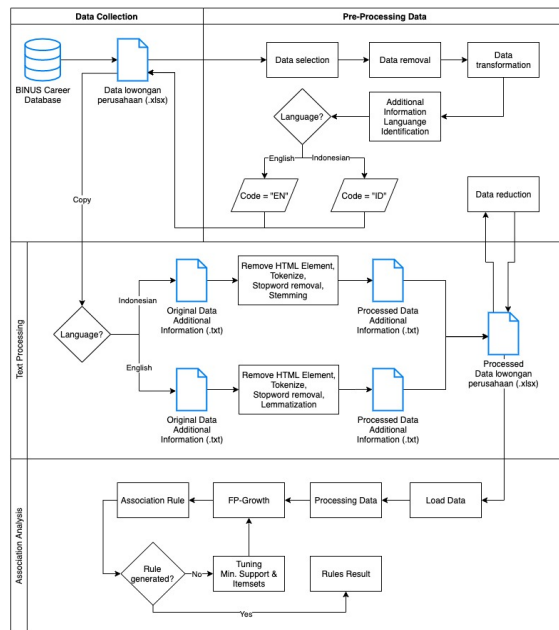 Data Collection
Pre-Processing Data
BINUS Career
Database
Data lowongan
perusahaan (.xlsx)
Data selection
Data removal
Data
transformation
Additional
Information
Languange
Identification
Language?
English
Indonesian
Code = "EN"
Code = "ID"
Copy
Data reduction
Text Processing
Language?
Indonesian
English
Original Data
Additional
Information (.txt)
Remove HTML Element,
Tokenize,
Stopword removal,
Stemming
Processed Data
Additional
Information (.txt)
Original Data
Additional
Information (.txt)
Remove HTML Element,
Tokenize,
Stopword removal,
Lemmatization
Processed Data
Additional
Information (.txt)
Processed
Data lowongan
perusahaan (.xlsx)
Association Analysis
Association Rule
FP-Growth
Processing Data
Load Data
Rule
generated?
No
Tuning
Min. Support &
Itemsets
Rules Result
Yes